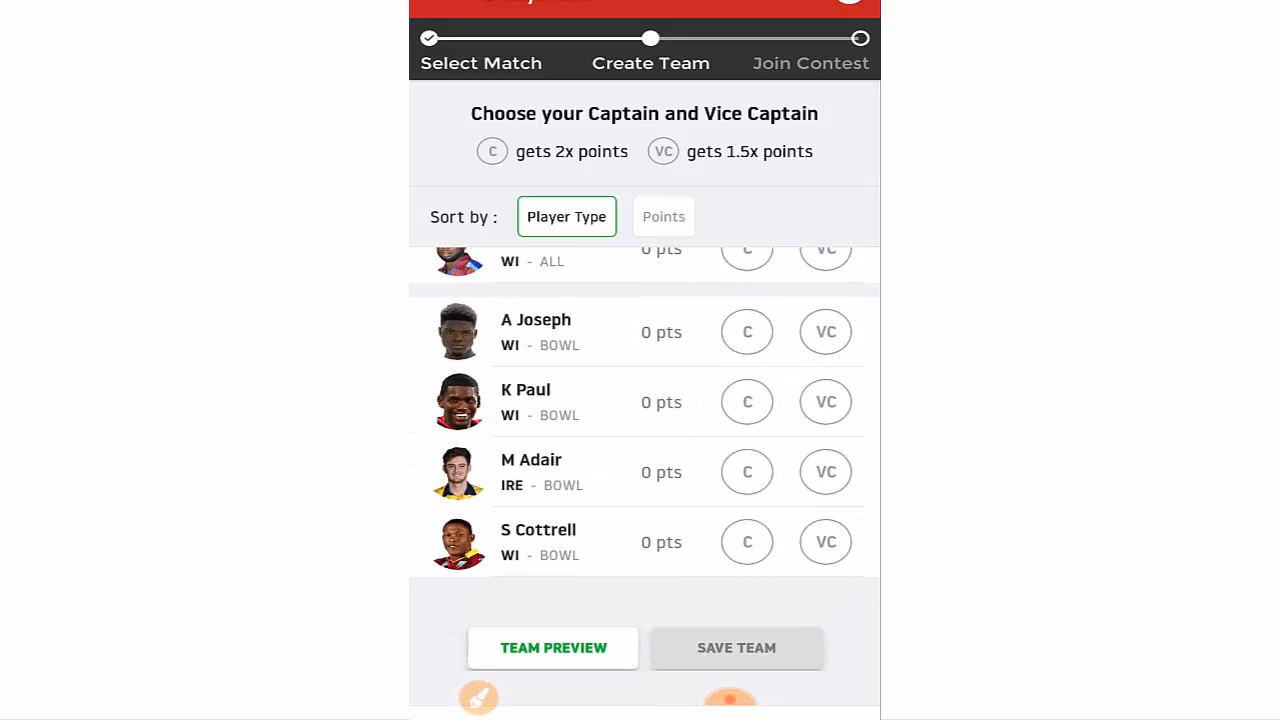 Select Match Create Team Join Contest
Choose your Captain and Vice Captain
C gets 2x points VC gets 1.5x points
Sort by : Player Type Points
0 pts C VC
WI - ALL
A Joseph
WI - BOWL 0 pts C VC
K Paul
WI - BOWL 0 pts C VC
M Adair
IRE - BOWL 0 pts C VC
S Cottrell
WI - BOWL 0 pts C VC
TEAM PREVIEW SAVE TEAM